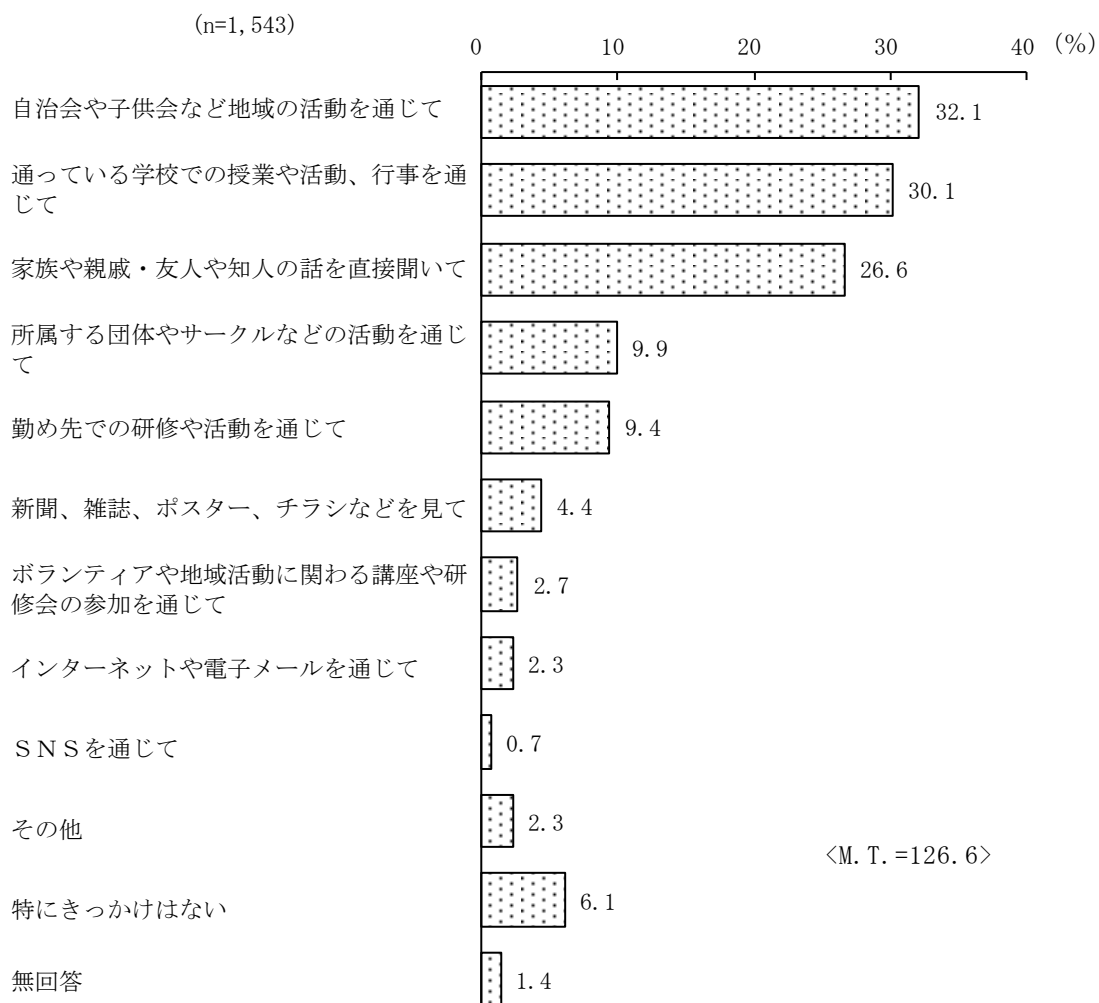 (n=1,543)
0 10 20 30 40 (%)
自治会や子供会など地域の活動を通じて 32.1
通っている学校での授業や活動、行事を通
じて 30.1
家族や親戚・友人や知人の話を直接聞いて 26.6
所属する団体やサークルなどの活動を通じ
て 9.9
勤め先での研修や活動を通じて 9.4
新聞、雑誌、ポスター、チラシなどを見て 4.4
ボランティアや地域活動に関わる講座や研
修会の参加を通じて 2.7
インターネットや電子メールを通じて 2.3
ＳＮＳを通じて 0.7
その他 2.3
<M.T.=126.6>
特にきっかけはない 6.1
無回答 1.4